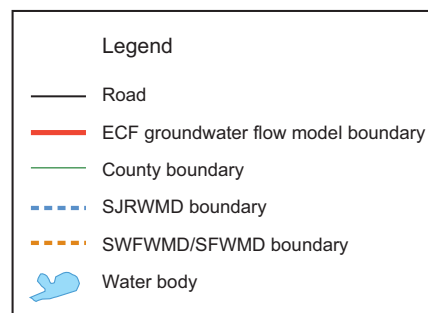 Legend
Road
ECF groundwater flow model boundary
County boundary
SJRWMD boundary
SWFWMD/SFWMD boundary
Water body